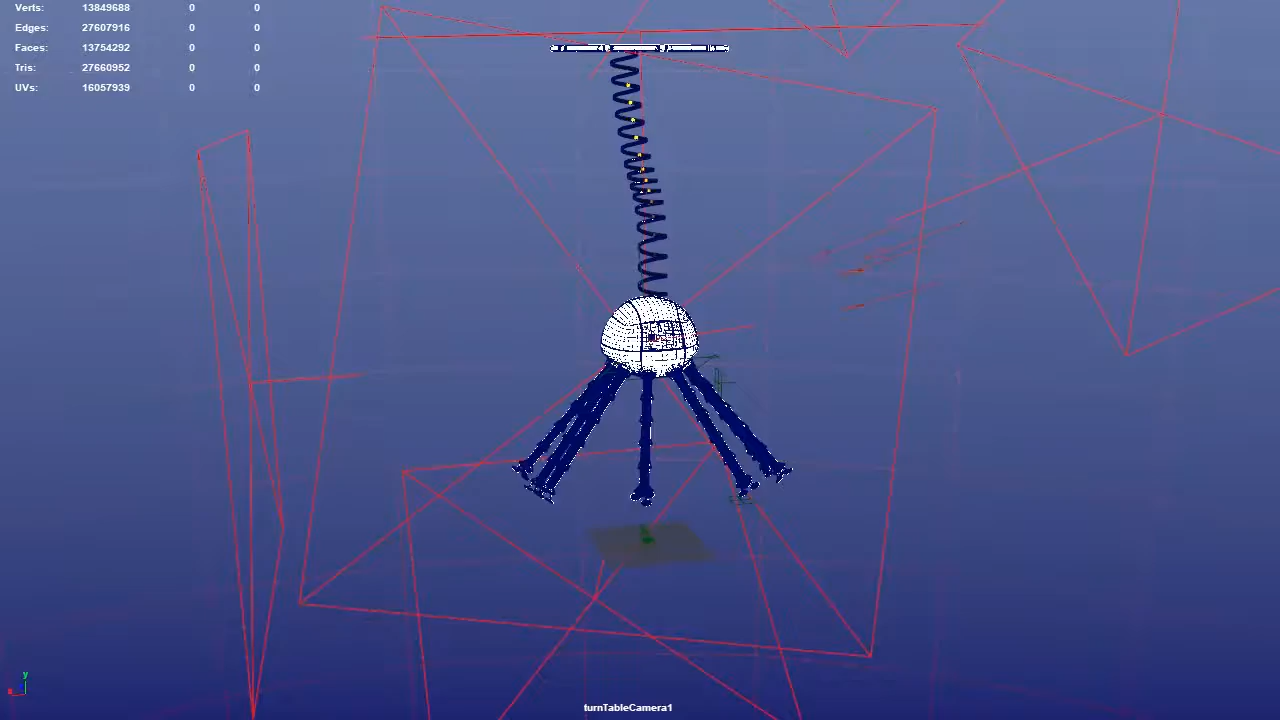 Verts: 13849688 0 0
Edges: 27607916 0 0
Faces: 13754292 0 0
Tris: 27660952 0 0
UVs: 16057939 0 0
y
turnTableCamera1